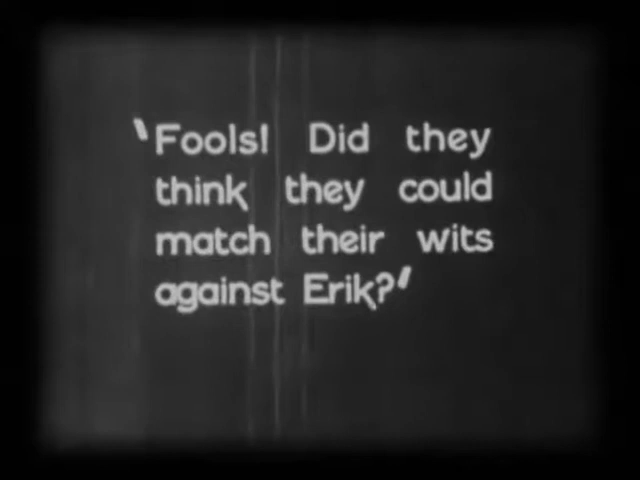 "Fools! Did they
think they could
match their wits
against Erik?"